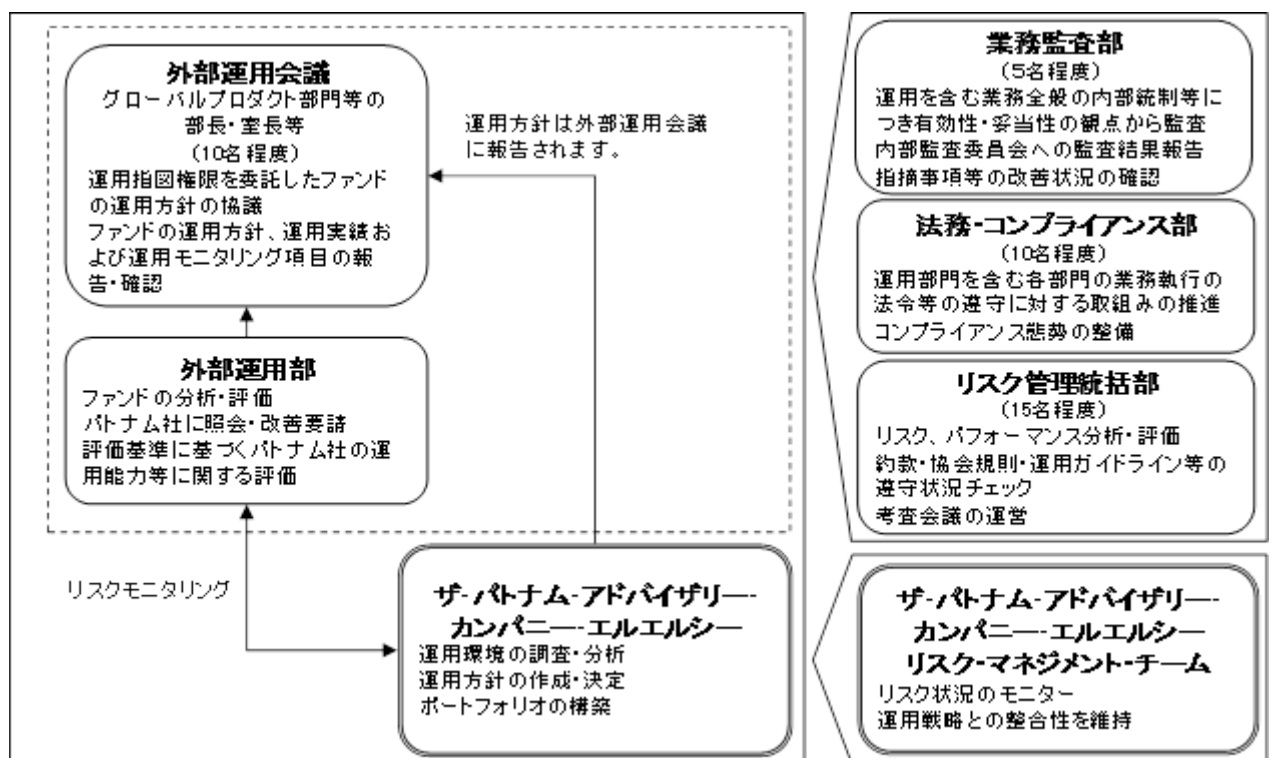 外部運用会議
グローバルプロダクト部門等の
部長・室長等
(10名程度)
運用指図権限を委託したファンド
の運用方針の協議
ファンドの運用方針、運用実績お
よび運用モニタリング項目の報
告・確認
運用方針は外部運用会議
に報告されます。
外部運用部
ファンドの分析・評価
パトナム社に照会・改善要請
評価基準に基づくパトナム社の運
用能力等に関する評価
リスクモニタリング
ザ・パトナム・アドバイザリー・
カンパニー・エルエルシー
運用環境の調査・分析
運用方針の作成・決定
ポートフォリオの構築
業務監査部
(5名程度)
運用を含む業務全般の内部統制等に
つき有効性・妥当性の観点から監査
内部監査委員会への監査結果報告
指摘事項等の改善状況の確認
法務・コンプライアンス部
(10名程度)
運用部門を含む各部門の業務執行の
法令等の遵守に対する取組みの推進
コンプライアンス態勢の整備
リスク管理統括部
(15名程度)
リスク、パフォーマンス分析・評価
約款・協会規則・運用ガイドライン等の
遵守状況チェック
考査会議の運営
ザ・パトナム・アドバイザリー・
カンパニー・エルエルシー
リスク・マネジメント・チーム
リスク状況のモニター
運用戦略との整合性を維持